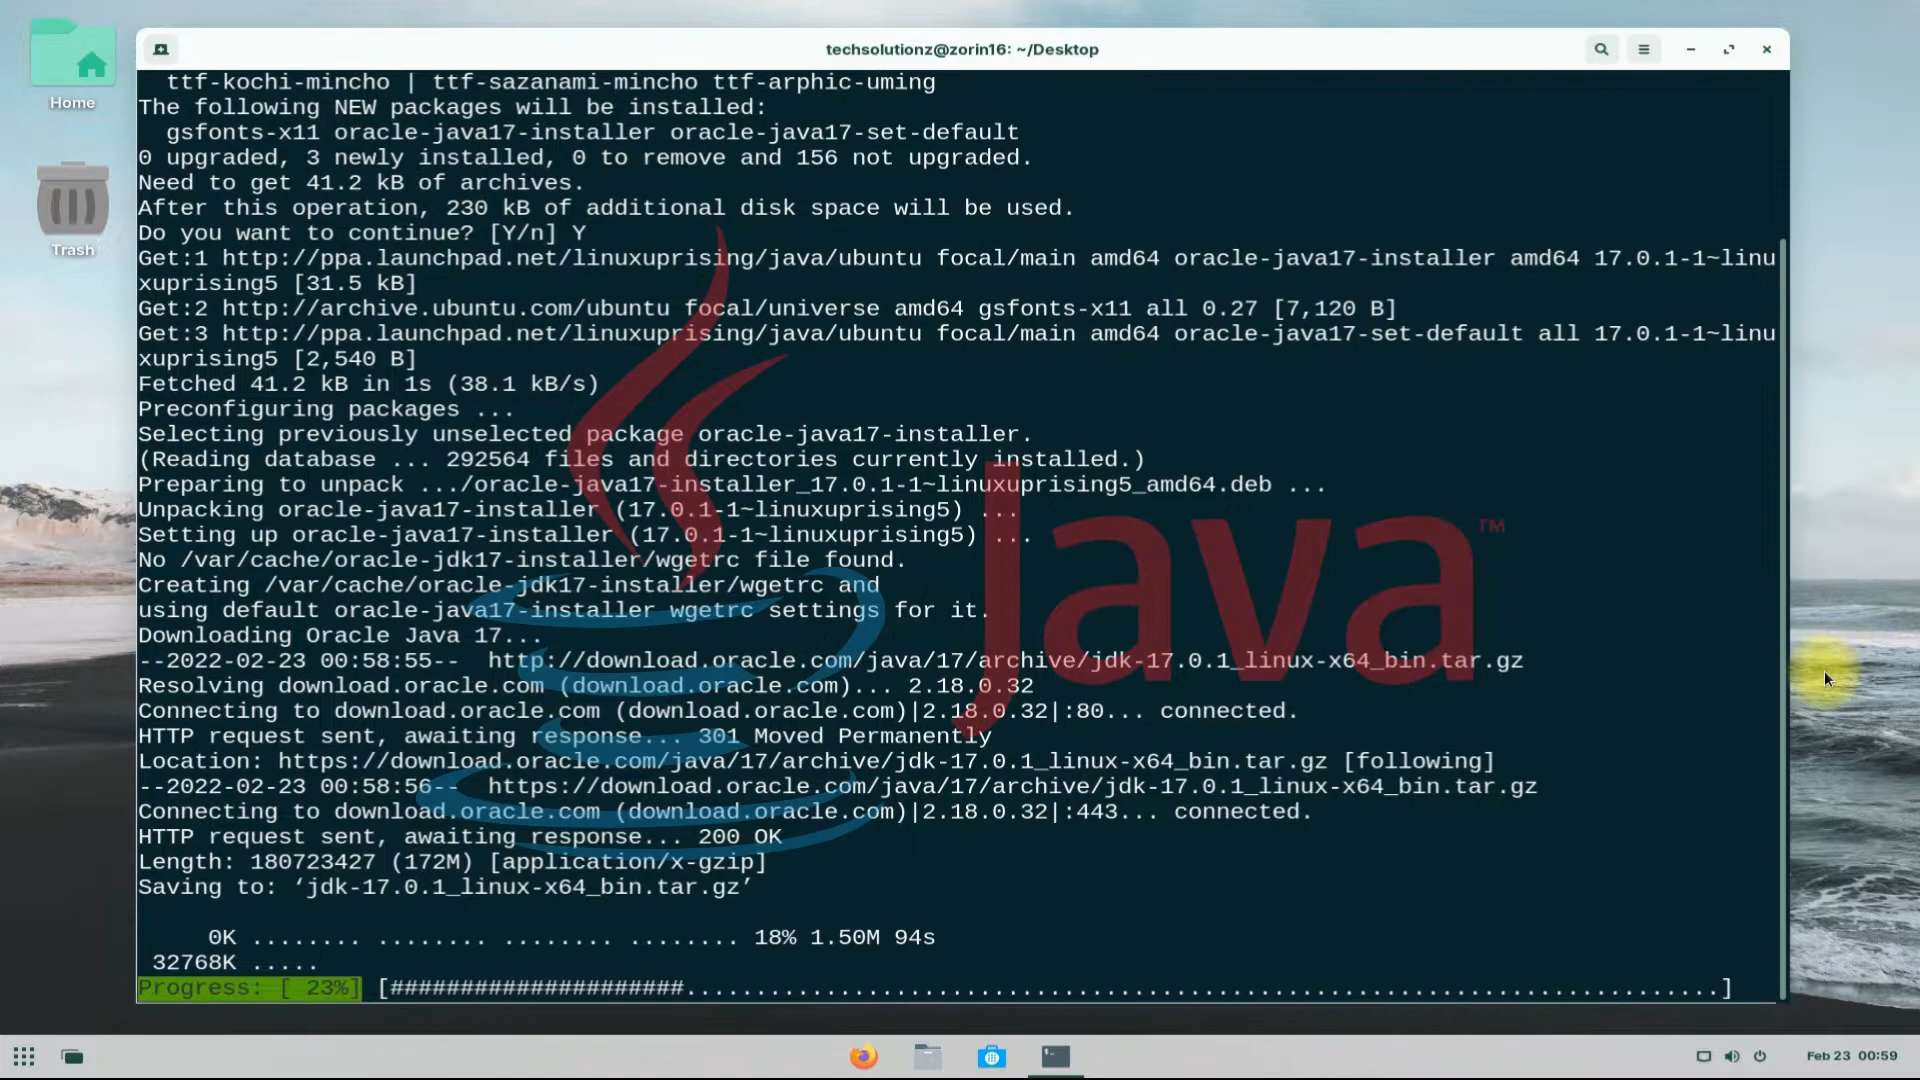 techsolutionz@zorin16: ~/Desktop
Home
Trash
ttf-kochi-mincho | ttf-sazanami-mincho ttf-arphic-uming
The following NEW packages will be installed:
gsfonts-x11 oracle-java17-installer oracle-java17-set-default
0 upgraded, 3 newly installed, 0 to remove and 156 not upgraded.
Need to get 41.2 kB of archives.
After this operation, 230 kB of additional disk space will be used.
Do you want to continue? [Y/n] Y
Get:1 http://ppa.launchpad.net/linuxuprising/java/ubuntu focal/main amd64 oracle-java17-installer amd64 17.0.1-1~linu
xuprising5 [31.5 kB]
Get:2 http://archive.ubuntu.com/ubuntu focal/universe amd64 gsfonts-x11 all 0.27 [7,120 B]
Get:3 http://ppa.launchpad.net/linuxuprising/java/ubuntu focal/main amd64 oracle-java17-set-default all 17.0.1-1~linu
xuprising5 [2,540 B]
Fetched 41.2 kB in 1s (38.1 kB/s)
Preconfiguring packages ...
Selecting previously unselected package oracle-java17-installer.
(Reading database ... 292564 files and directories currently installed.)
Preparing to unpack .../oracle-java17-installer_17.0.1-1~linuxuprising5_amd64.deb ...
Unpacking oracle-java17-installer (17.0.1-1~linuxuprising5) ...
Setting up oracle-java17-installer (17.0.1-1~linuxuprising5) ...
No /var/cache/oracle-jdk17-installer/wgetrc file found.
Creating /var/cache/oracle-jdk17-installer/wgetrc and
using default oracle-java17-installer wgetrc settings for it.
Downloading Oracle Java 17...
--2022-02-23 00:58:55--  http://download.oracle.com/java/17/archive/jdk-17.0.1_linux-x64_bin.tar.gz
Resolving download.oracle.com (download.oracle.com)... 2.18.0.32
Connecting to download.oracle.com (download.oracle.com)|2.18.0.32|:80... connected.
HTTP request sent, awaiting response... 301 Moved Permanently
Location: https://download.oracle.com/java/17/archive/jdk-17.0.1_linux-x64_bin.tar.gz [following]
--2022-02-23 00:58:56--  https://download.oracle.com/java/17/archive/jdk-17.0.1_linux-x64_bin.tar.gz
Connecting to download.oracle.com (download.oracle.com)|2.18.0.32|:443... connected.
HTTP request sent, awaiting response... 200 OK
Length: 180723427 (172M) [application/x-gzip]
Saving to: ‘jdk-17.0.1_linux-x64_bin.tar.gz’
0K ........ ........ ........ ........ 18% 1.50M 94s
32768K .....
Progress: [ 23%] [#####################..........................................................................]
Java™
Feb 23 00:59